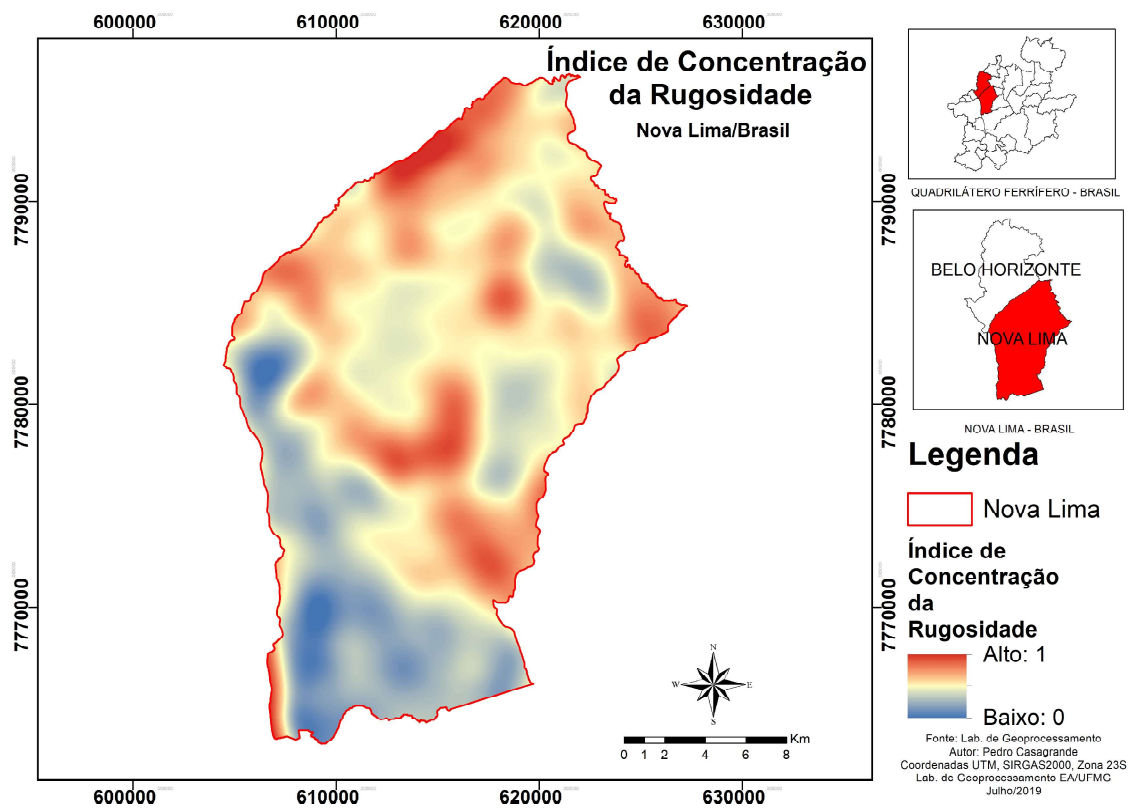 600000 610000 620000 630000
Índice de Concentração
da Rugosidade
Nova Lima/Brasil
7790000
7780000
7770000
7790000
7780000
7770000
N
W E
S
Km
0 1 2 4 6 8
600000 610000 620000 630000
QUADRILÁTERO FERRÍFERO - BRASIL
BELO HORIZONTE
NOVA LIMA
NOVA LIMA - BRASIL
Legenda
Nova Lima
Índice de
Concentração
da
Rugosidade
Alto: 1
Baixo: 0
Fonte: Lab. de Geoprocessamento
Autor: Pedro Casagrande
Coordenadas UTM, SIRGAS2000, Zona 23S
Lab. de Geoprocessamento EA/UFMG
Julho/2019